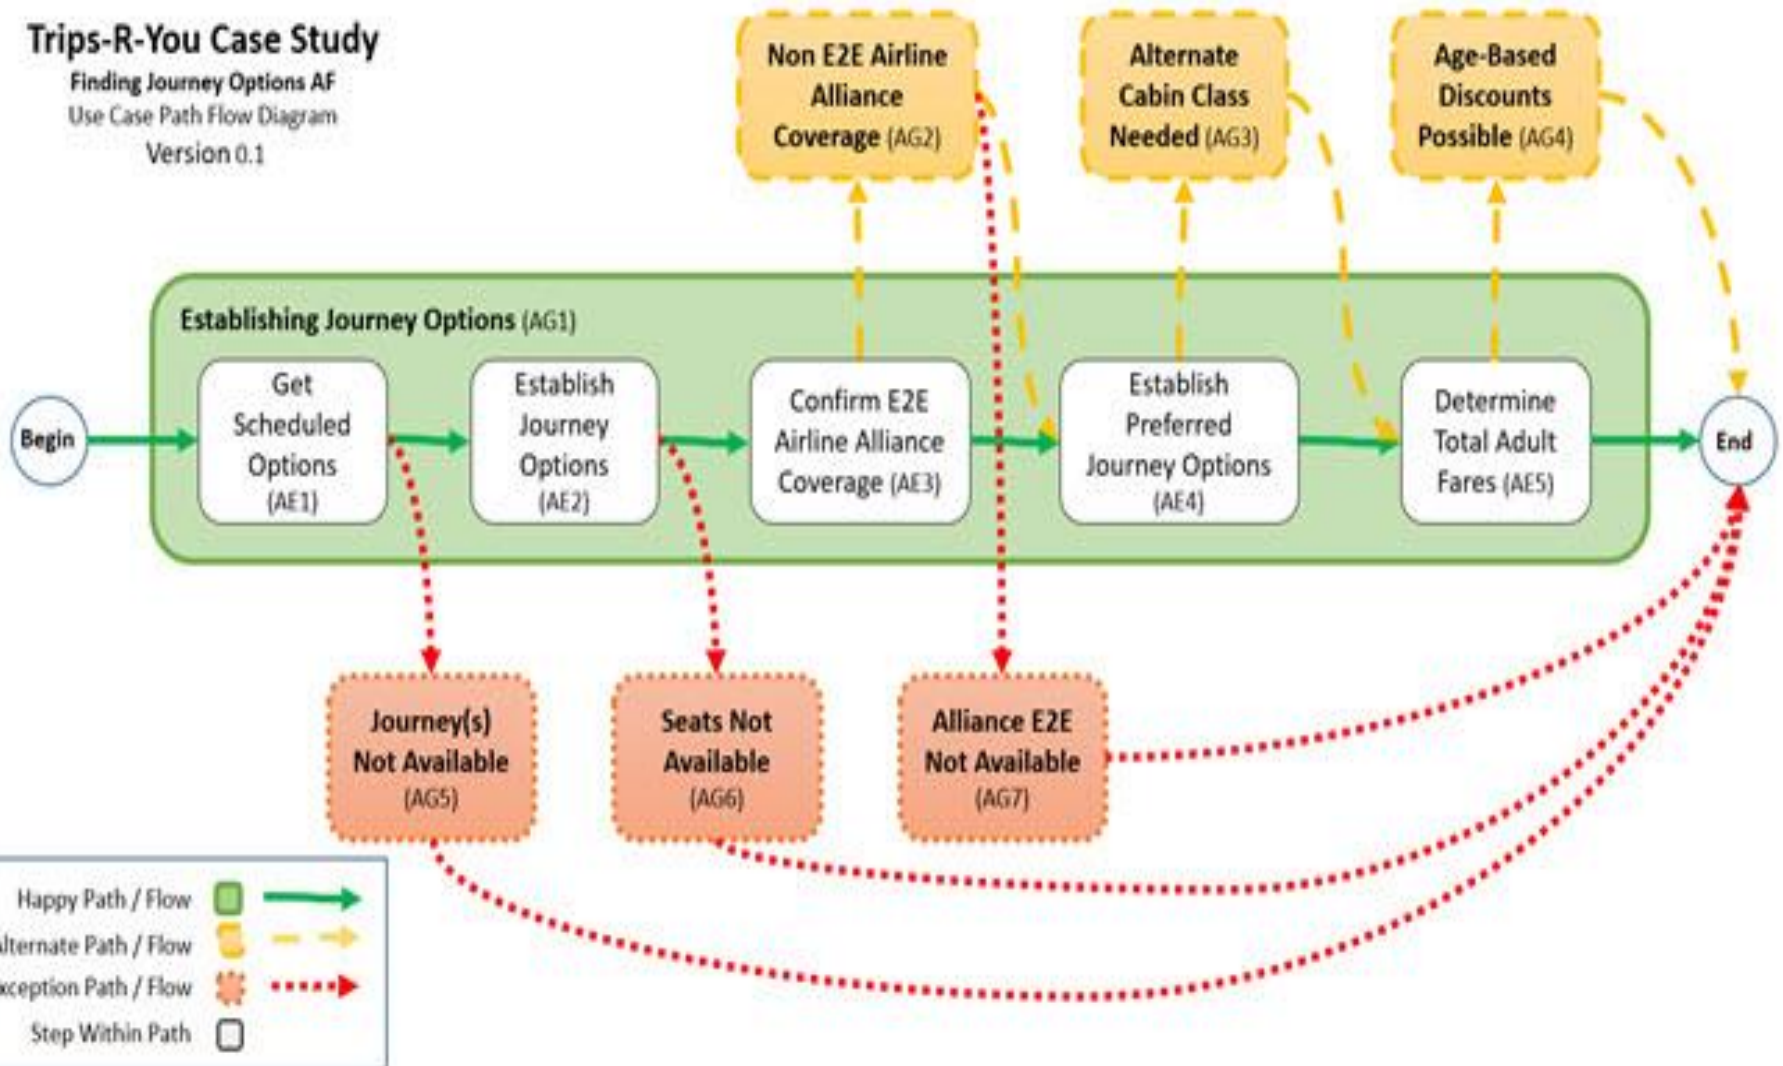 Trips-R-You Case Study
Finding Journey Options AF
Use Case Path Flow Diagram
Version 0.1
Non E2E Airline
Alliance
Coverage (AG2)
Alternate
Cabin Class
Needed (AG3)
Age-Based
Discounts
Possible (AG4)
Establishing Journey Options (AG1)
Begin
Get
Scheduled
Options
(AE1)
Establish
Journey
Options
(AE2)
Confirm E2E
Airline Alliance
Coverage (AE3)
Establish
Preferred
Journey Options
(AE4)
Determine
Total Adult
Fares (AE5)
End
Journey(s)
Not Available
(AG5)
Seats Not
Available
(AG6)
Alliance E2E
Not Available
(AG7)
Happy Path / Flow
lternate Path / Flow
xception Path / Flow
Step Within Path